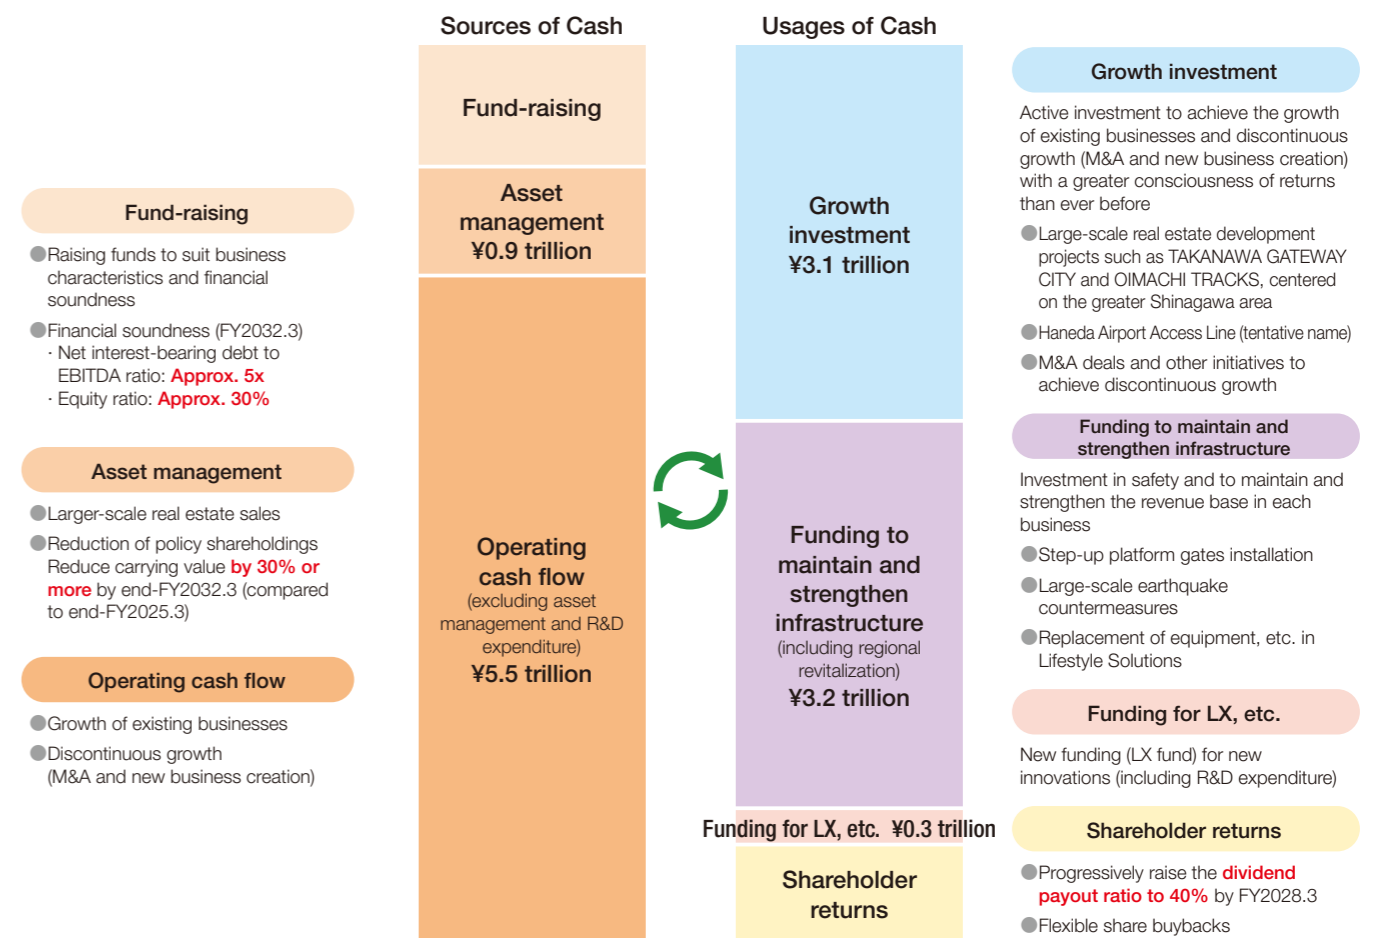 Sources of Cash
Usages of Cash
Fund-raising
●Raising funds to suit business
characteristics and financial
soundness
●Financial soundness (FY2032.3)
· Net interest-bearing debt to
EBITDA ratio: Approx. 5x
· Equity ratio: Approx. 30%
Asset management
●Larger-scale real estate sales
●Reduction of policy shareholdings
Reduce carrying value by 30% or
more by end-FY2032.3 (compared
to end-FY2025.3)
Operating cash flow
●Growth of existing businesses
●Discontinuous growth
(M&A and new business creation)
Fund-raising
Asset
management
¥0.9 trillion
Operating
cash flow
(excluding asset
management and R&D
expenditure)
¥5.5 trillion
Growth
investment
¥3.1 trillion
Funding to
maintain and
strengthen
infrastructure
(including regional
revitalization)
¥3.2 trillion
Funding for LX, etc. ¥0.3 trillion
Shareholder
returns
Growth investment
Active investment to achieve the growth
of existing businesses and discontinuous
growth (M&A and new business creation)
with a greater consciousness of returns
than ever before
●Large-scale real estate development
projects such as TAKANAWA GATEWAY
CITY and OIMACHI TRACKS, centered
on the greater Shinagawa area
●Haneda Airport Access Line (tentative name)
●M&A deals and other initiatives to
achieve discontinuous growth
Funding to maintain and
strengthen infrastructure
Investment in safety and to maintain and
strengthen the revenue base in each
business
●Step-up platform gates installation
●Large-scale earthquake
countermeasures
●Replacement of equipment, etc. in
Lifestyle Solutions
Funding for LX, etc.
New funding (LX fund) for new
innovations (including R&D expenditure)
Shareholder returns
●Progressively raise the dividend
payout ratio to 40% by FY2028.3
●Flexible share buybacks